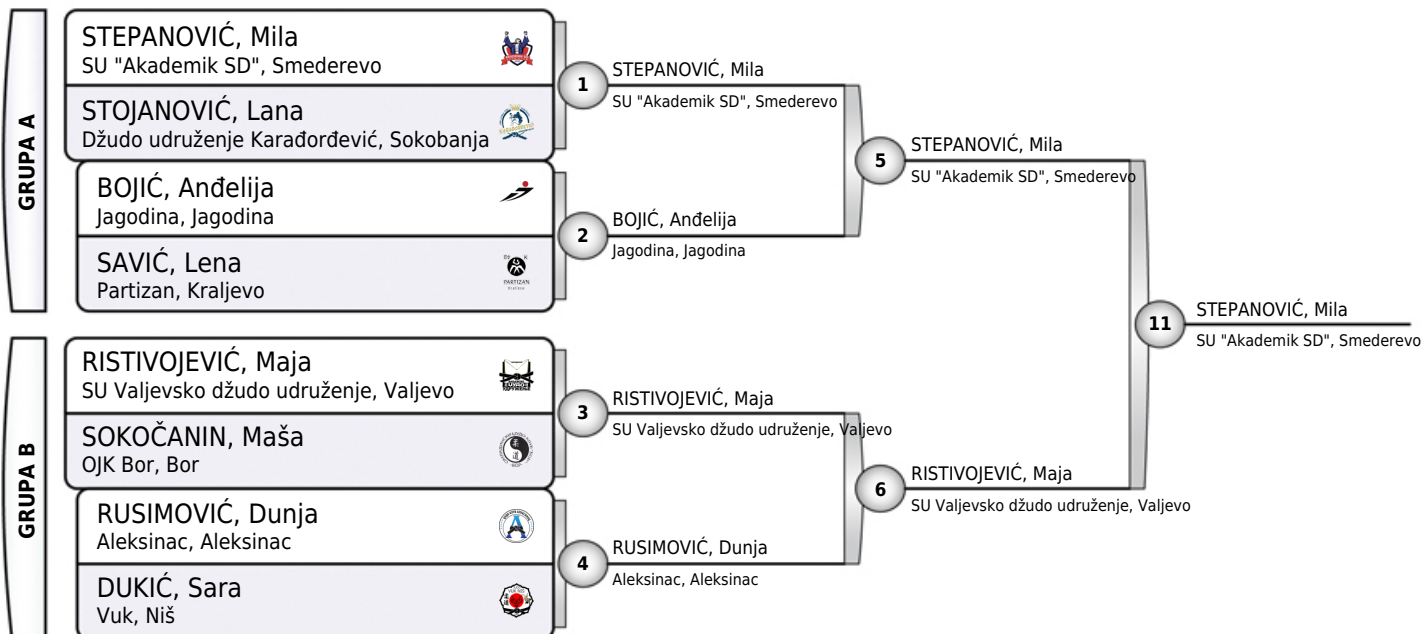 GRUPA A
STEPANOVIĆ, Mila
SU "Akademik SD", Smederevo
STOJANOVIĆ, Lana
Džudo udruženje Karađorđević, Sokobanja
BOJIĆ, Anđelija
Jagodina, Jagodina
SAVIĆ, Lena
Partizan, Kraljevo
PARTIZAN
1
STEPANOVIĆ, Mila
SU "Akademik SD", Smederevo
2
BOJIĆ, Anđelija
Jagodina, Jagodina
5
STEPANOVIĆ, Mila
SU "Akademik SD", Smederevo
GRUPA B
RISTIVOJEVIĆ, Maja
SU Valjevsko džudo udruženje, Valjevo
SOKOČANIN, Maša
OJK Bor, Bor
RUSIMOVIĆ, Dunja
Aleksinac, Aleksinac
DUKIĆ, Sara
Vuk, Niš
3
RISTIVOJEVIĆ, Maja
SU Valjevsko džudo udruženje, Valjevo
4
RUSIMOVIĆ, Dunja
Aleksinac, Aleksinac
6
RISTIVOJEVIĆ, Maja
SU Valjevsko džudo udruženje, Valjevo
11
STEPANOVIĆ, Mila
SU "Akademik SD", Smederevo